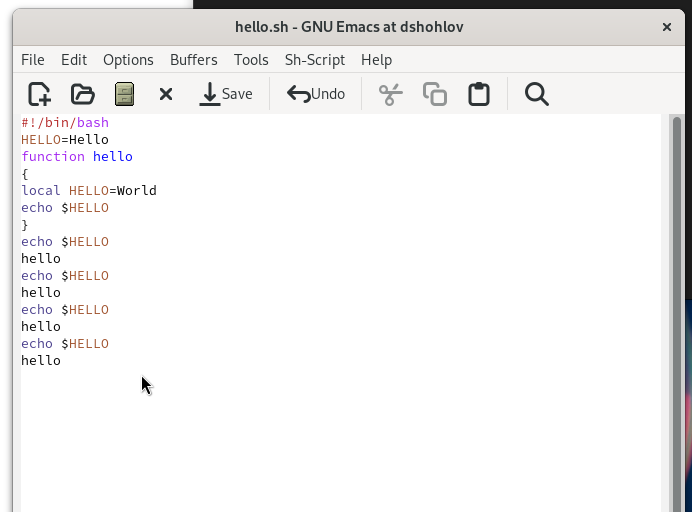 hello.sh - GNU Emacs at dshohlov
File Edit Options Buffers Tools Sh-Script Help
Save Undo
#!/bin/bash
HELLO=Hello
function hello
{
local HELLO=World
echo $HELLO
}
echo $HELLO
hello
echo $HELLO
hello
echo $HELLO
hello
echo $HELLO
hello